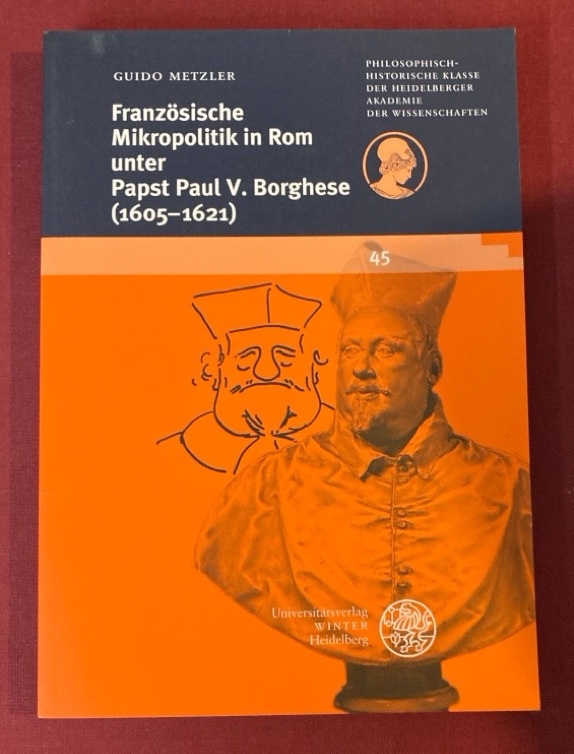 GUIDO METZLER
Französische
Mikropolitik in Rom
unter
Papst Paul V. Borghese
(1605–1621)
PHILOSOPHISCH-
HISTORISCHE KLASSE
DER HEIDELBERGER
AKADEMIE
DER WISSENSCHAFTEN
45
Universitätsverlag
WINTER
Heidelberg